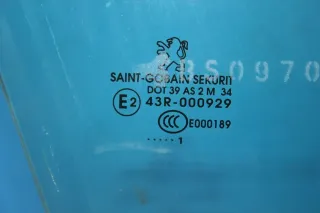 SAINT-GOBAIN SEKURIT
DOT 39 AS 2 M 34
E2 43R-000929
CCC E000189
..... 1